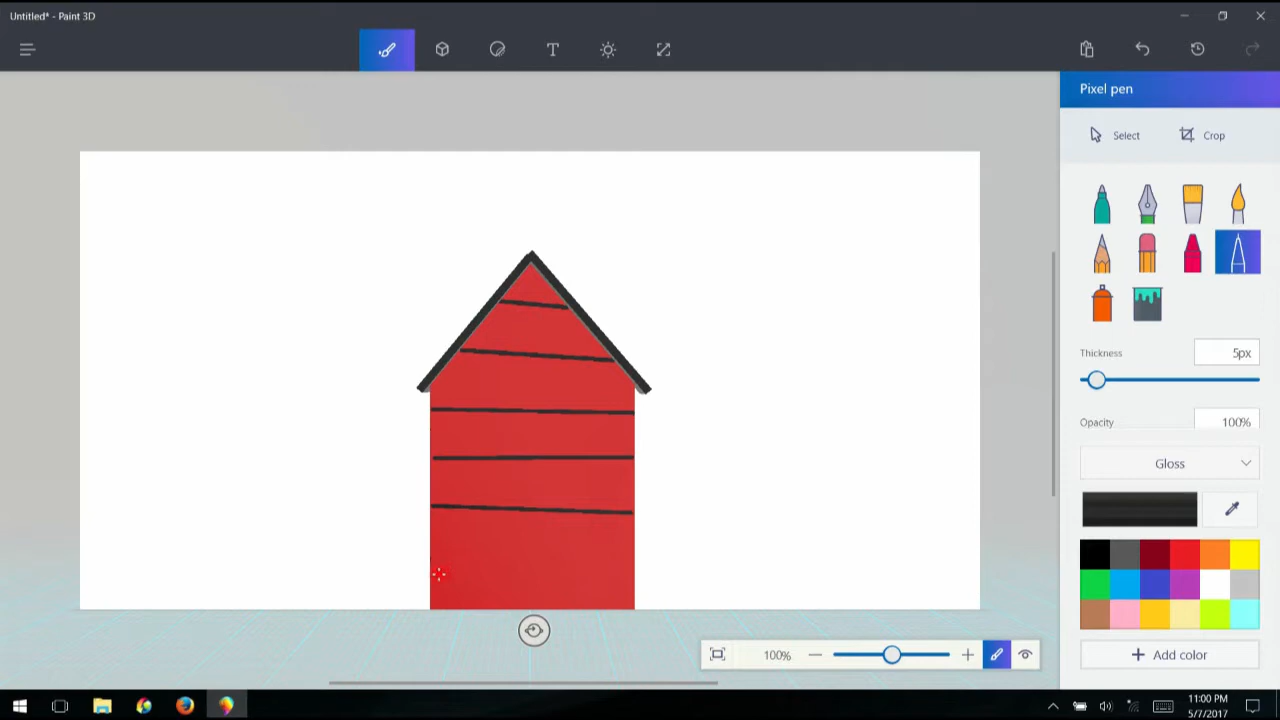 Untitled* - Paint 3D
Pixel pen
Select
Crop
Thickness
5px
Opacity
100%
Gloss
Add color
100%
11:00 PM
5/7/2017